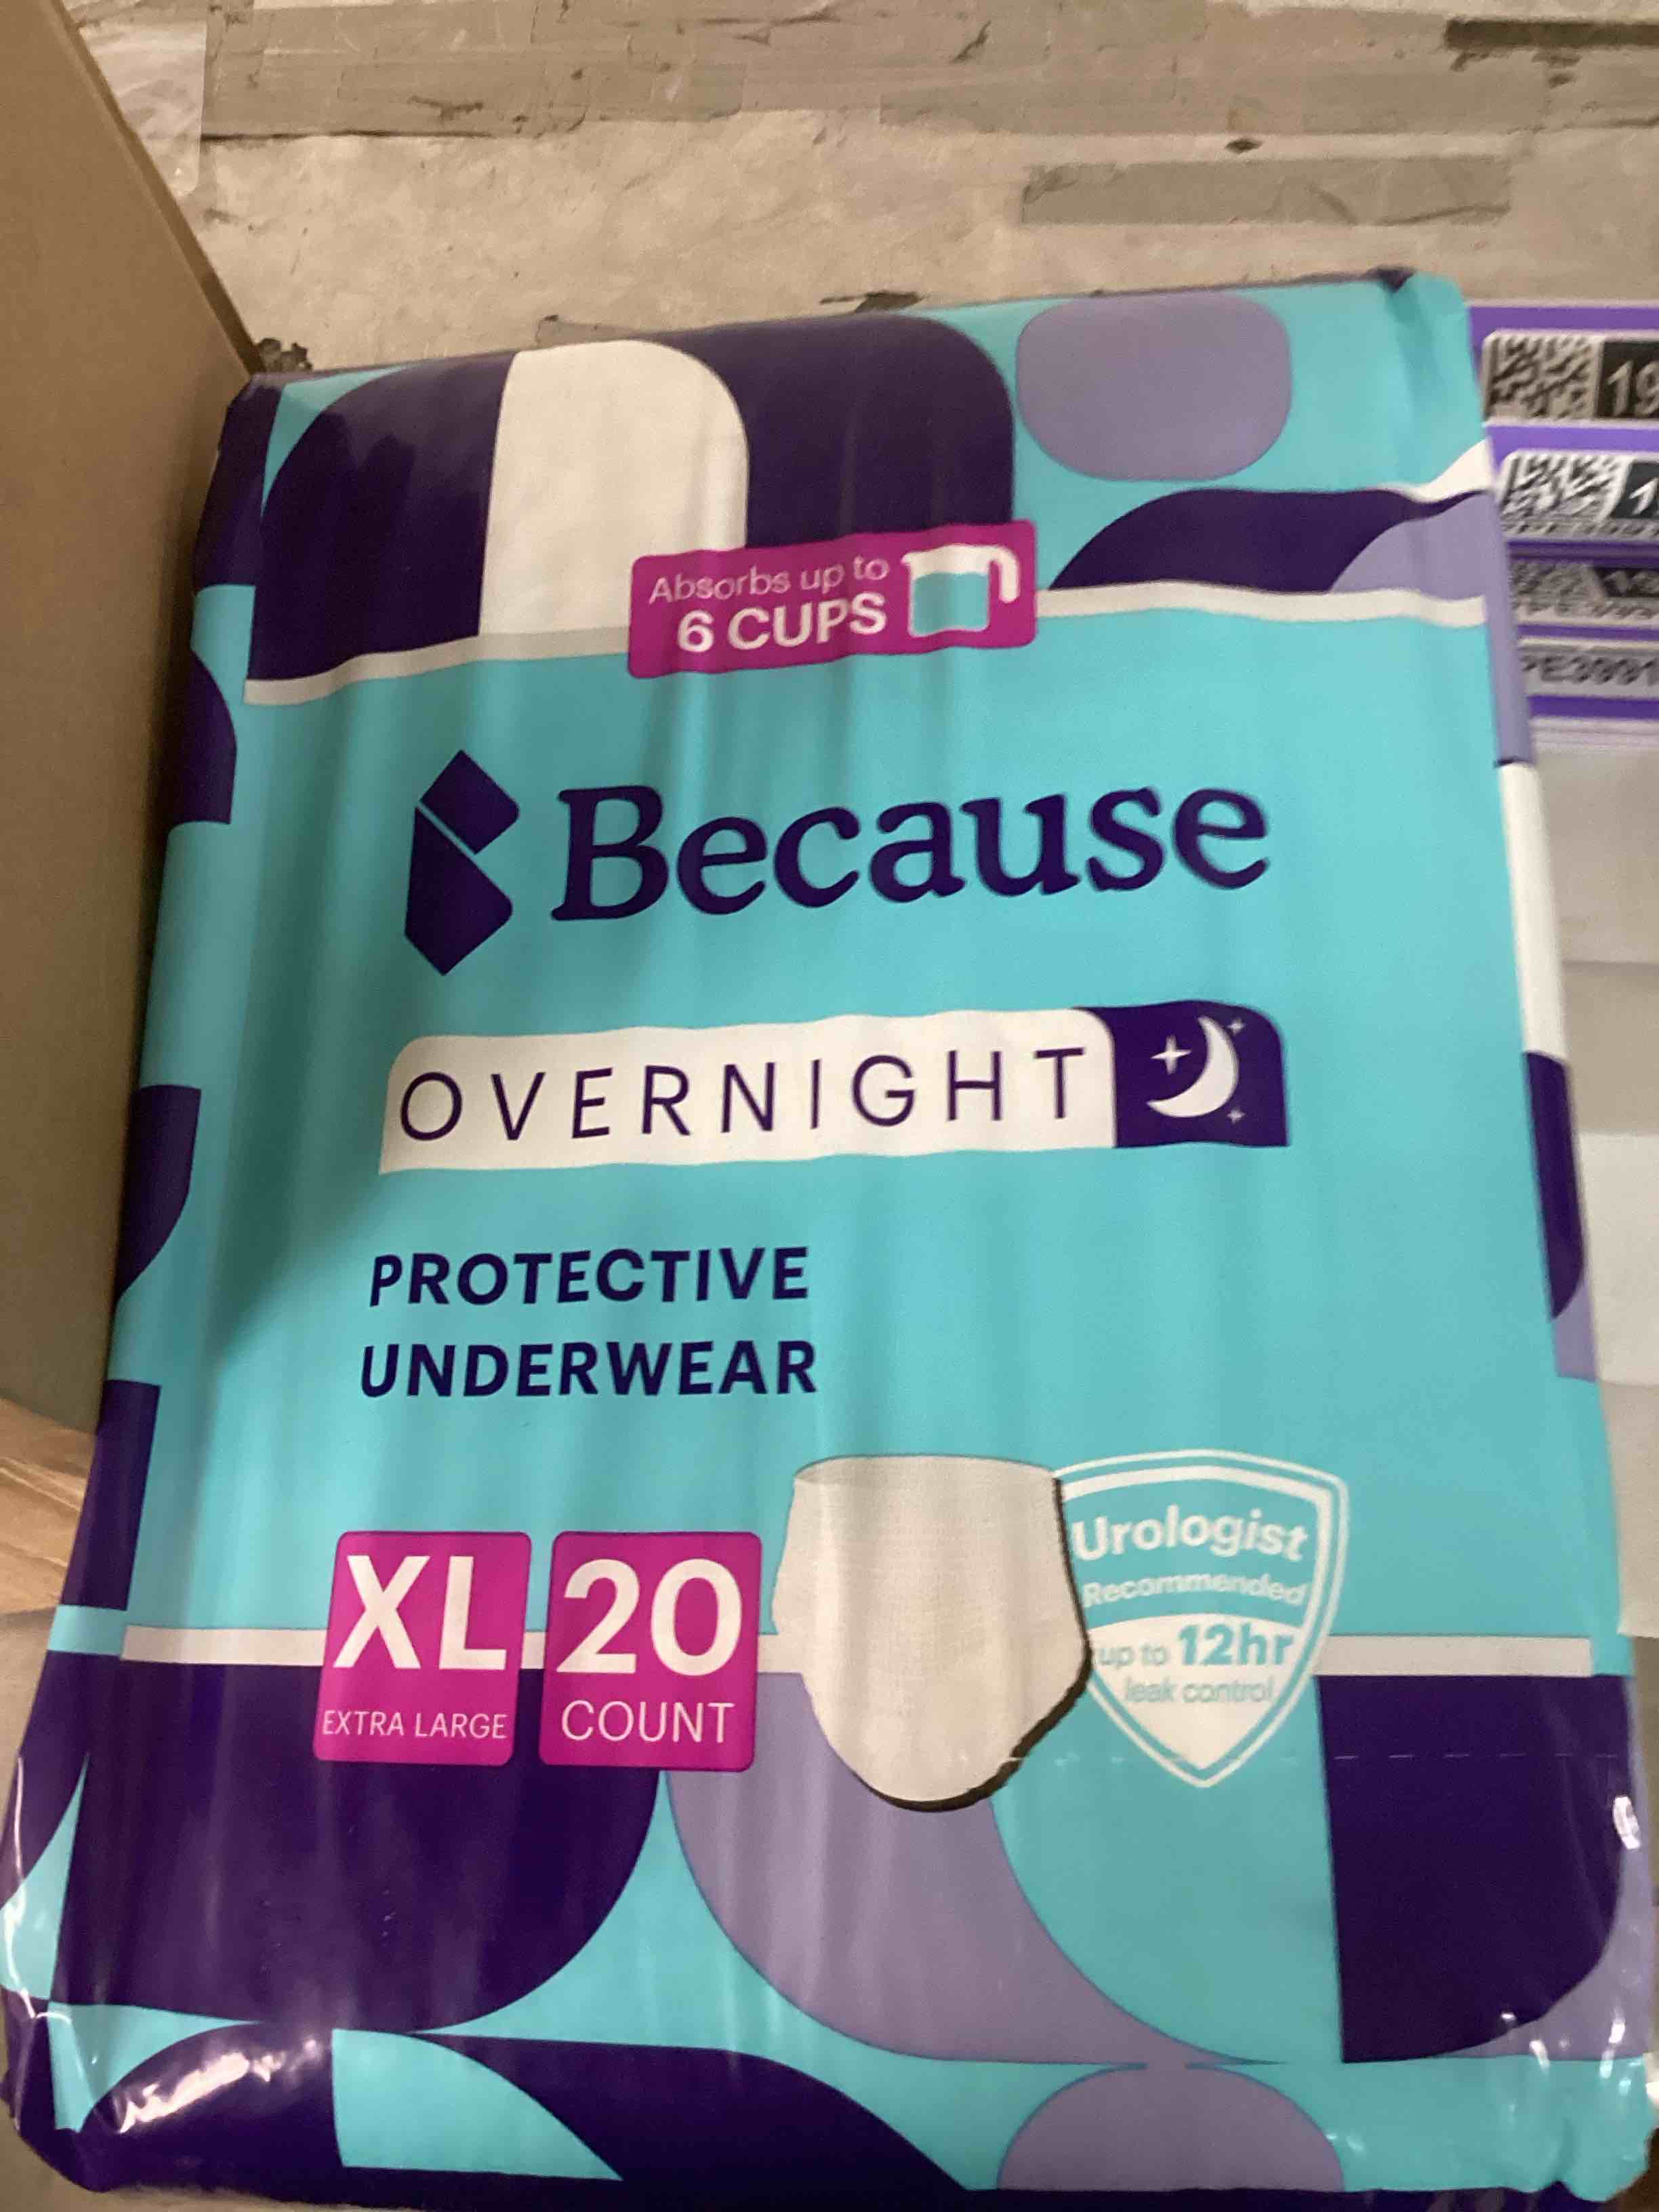 Absorbs up to
6 CUPS
Because
OVERNIGHT
PROTECTIVE
UNDERWEAR
XL
EXTRA LARGE
20
COUNT
Urologist
Recommended
up to 12hr
leak control